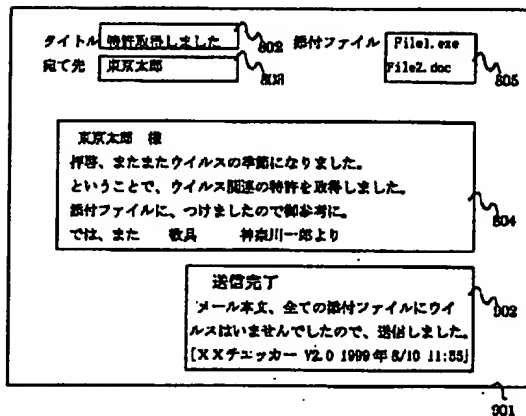 タイトル 特許取得しました 802 添付ファイル File1.exe
宛て先 東京太郎 803 File2.doc 805
東京太郎 様
拝啓、またまたウイルスの季節になりました。
ということで、ウイルス関連の特許を取得しました。
添付ファイルに、つけましたので御参考に。
では、また 敬具 神奈川一郎より
804
送信完了
902
メール本文、全ての添付ファイルにウイ
ルスはいませんでしたので、送信しました。
[XXチェッカー V2.0 1999年 8/10 11:55]
901